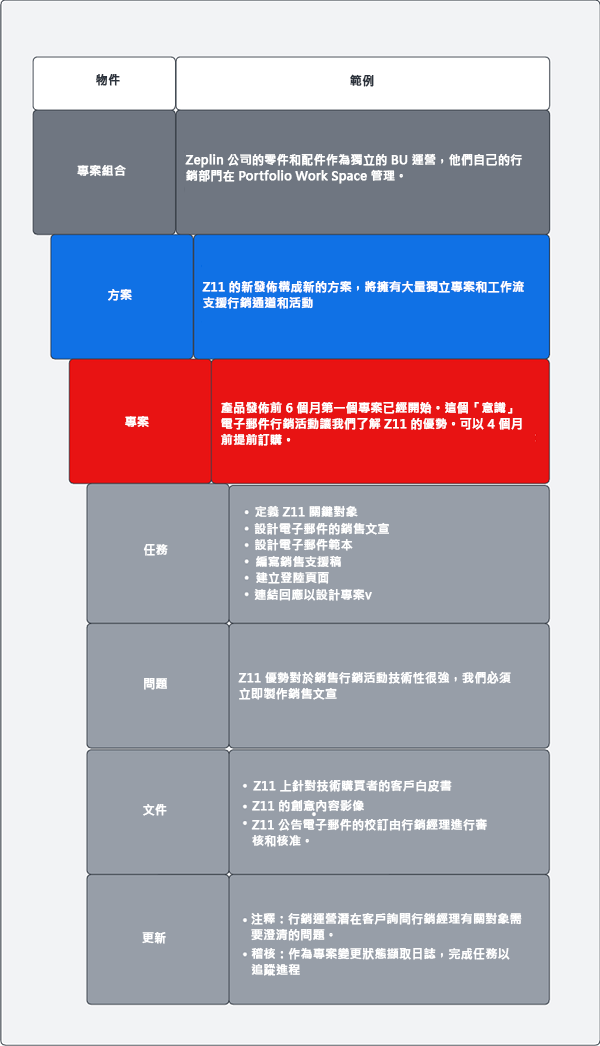 物件
範例
專案組合
Zeplin 公司的零件和配件作為獨立的 BU 運營，他們自己的行
銷部門在 Portfolio Work Space 管理。
方案
Z11 的新發佈構成新的方案，將擁有大量獨立專案和工作流
支援行銷通道和活動
專案
產品發佈前 6 個月第一個專案已經開始。這個「意識」
電子郵件行銷活動讓我們了解 Z11 的優勢。可以 4 個月
前提前訂購。
任務
• 定義 Z11 關鍵對象
• 設計電子郵件的銷售文宣
• 設計電子郵件範本
• 編寫銷售支援稿
• 建立登陸頁面
• 連結回應以設計專案v
問題
Z11 優勢對於銷售行銷活動技術性很強，我們必須
立即製作銷售文宣
文件
• Z11 上針對技術購買者的客戶白皮書
• Z11 的創意內容影像
• Z11 公告電子郵件的校訂由行銷經理進行審
核和核准。
更新
• 注釋：行銷運營潛在客戶詢問行銷經理有關對象需
要澄清的問題。
• 稽核：作為專案變更狀態擷取日誌，完成任務以
追蹤進程